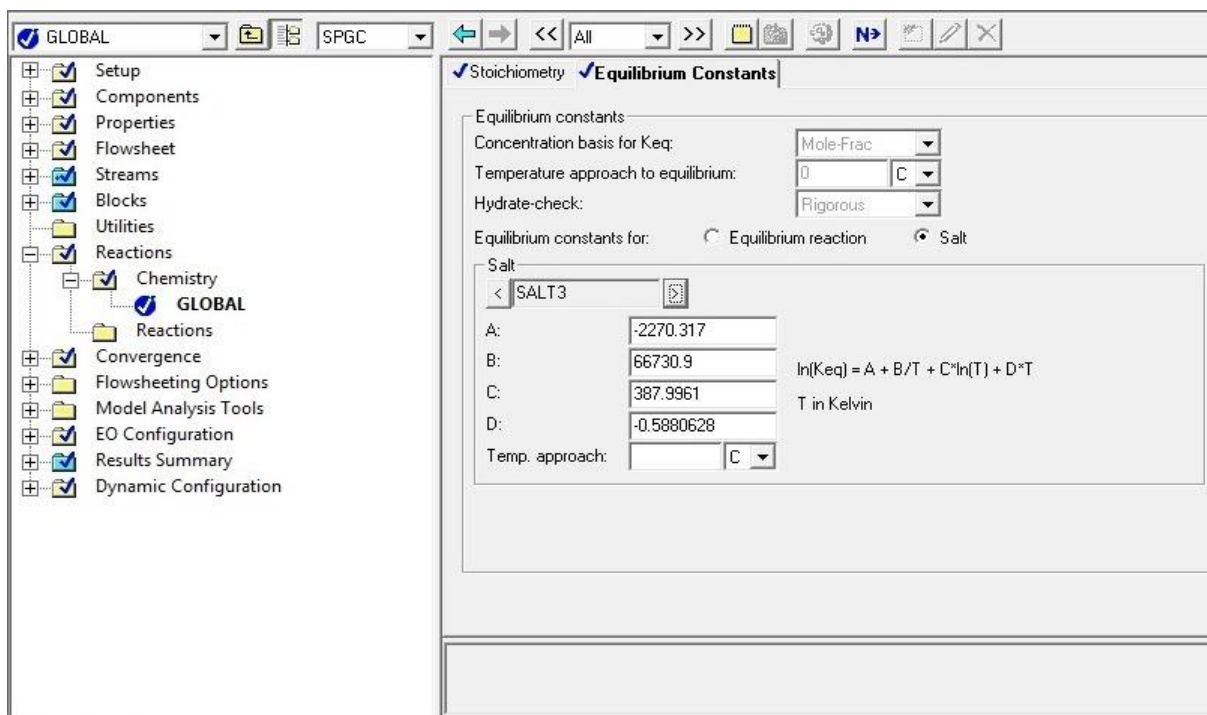 GLOBAL SPGC << All >> N>
Setup
Components
Properties
Flowsheet
Streams
Blocks
Utilities
Reactions
Chemistry
GLOBAL
Reactions
Convergence
Flowsheeting Options
Model Analysis Tools
EO Configuration
Results Summary
Dynamic Configuration
Stoichiometry Equilibrium Constants
Equilibrium constants
Concentration basis for Keq: Mole-Frac
Temperature approach to equilibrium: 0 C
Hydrate-check: Rigorous
Equilibrium constants for: Equilibrium reaction Salt
Salt
< SALT3 >
A: -2270.317
B: 66730.9
ln(Keq) = A + B/T + C*ln(T) + D*T
C: 387.9961
T in Kelvin
D: -0.5880628
Temp. approach: C